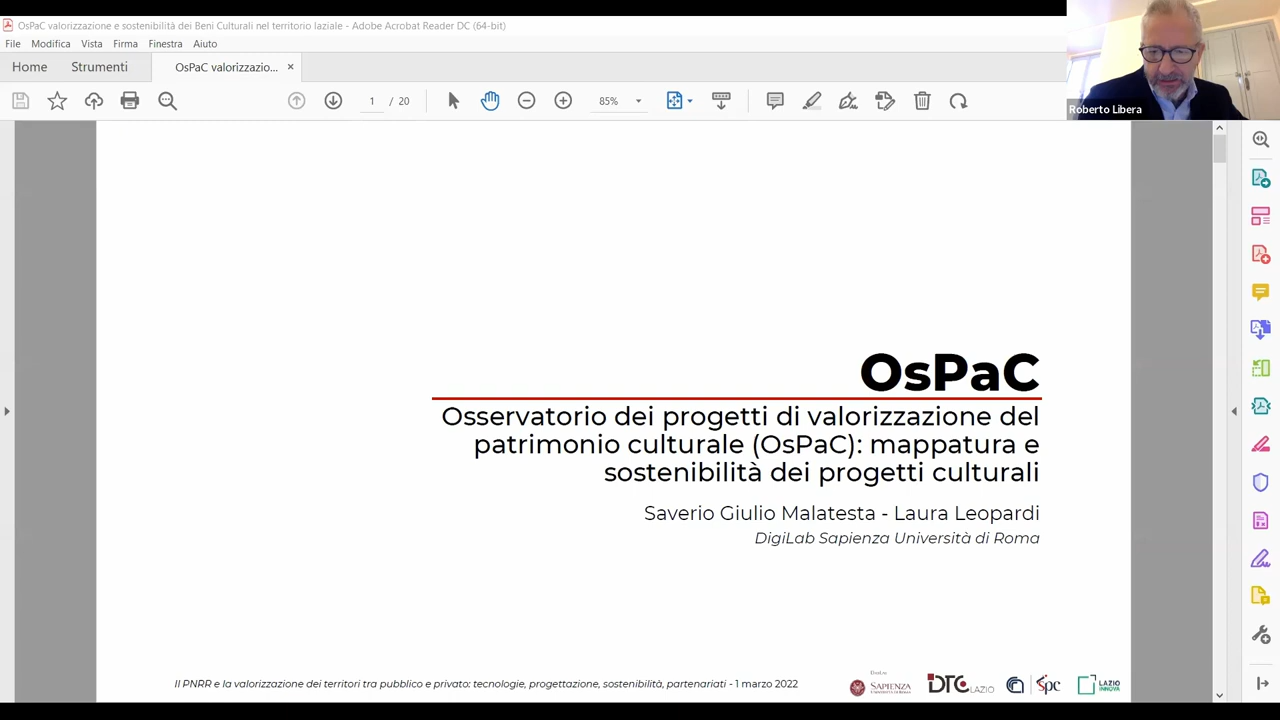 OsPaC valorizzazione e sostenibilità dei Beni Culturali nel territorio laziale - Adobe Acrobat Reader DC (64-bit)
File Modifica Vista Firma Finestra Aiuto
Home Strumenti OsPaC valorizzazio... ×
1 / 20 85%
Roberto Libera
OsPaC
Osservatorio dei progetti di valorizzazione del
patrimonio culturale (OsPaC): mappatura e
sostenibilità dei progetti culturali
Saverio Giulio Malatesta - Laura Leopardi
DigiLab Sapienza Università di Roma
Il PNRR e la valorizzazione dei territori tra pubblico e privato: tecnologie, progettazione, sostenibilità, partenariati - 1 marzo 2022
SAPIENZA
UNIVERSITÀ DI ROMA
DTC LAZIO
Spc
LAZIO
INNOVA